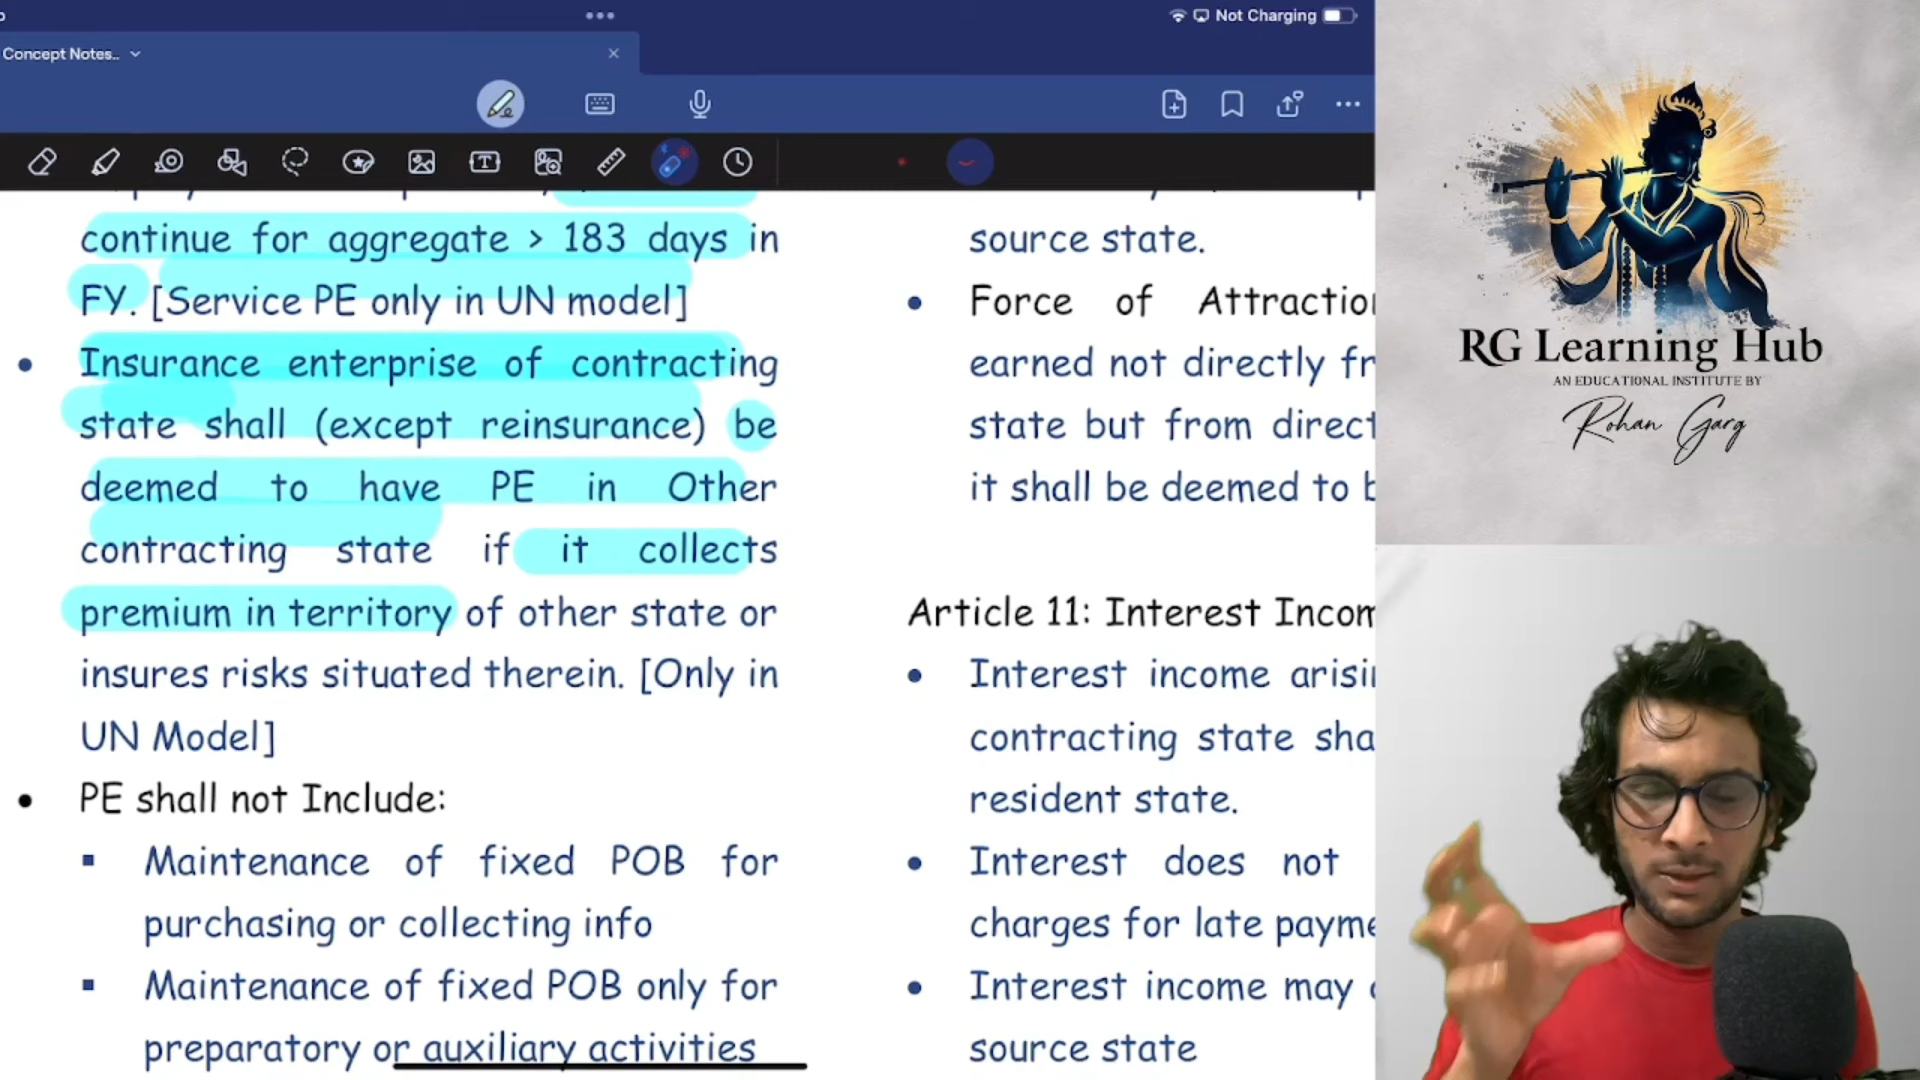 Not Charging
Concept Notes..
continue for aggregate > 183 days in
FY. [Service PE only in UN model]
• Insurance enterprise of contracting
state shall (except reinsurance) be
deemed to have PE in Other
contracting state if it collects
premium in territory of other state or
insures risks situated therein. [Only in
UN Model]
• PE shall not Include:
▪ Maintenance of fixed POB for
purchasing or collecting info
▪ Maintenance of fixed POB only for
preparatory or auxiliary activities
source state.
• Force of Attraction
earned not directly
state but from direct
it shall be deemed to
Article 11: Interest
• Interest income
contracting state
resident state.
• Interest does not
charges for late
• Interest income may
source state
RG Learning Hub
AN EDUCATIONAL INSTITUTE BY
Rohan Garg